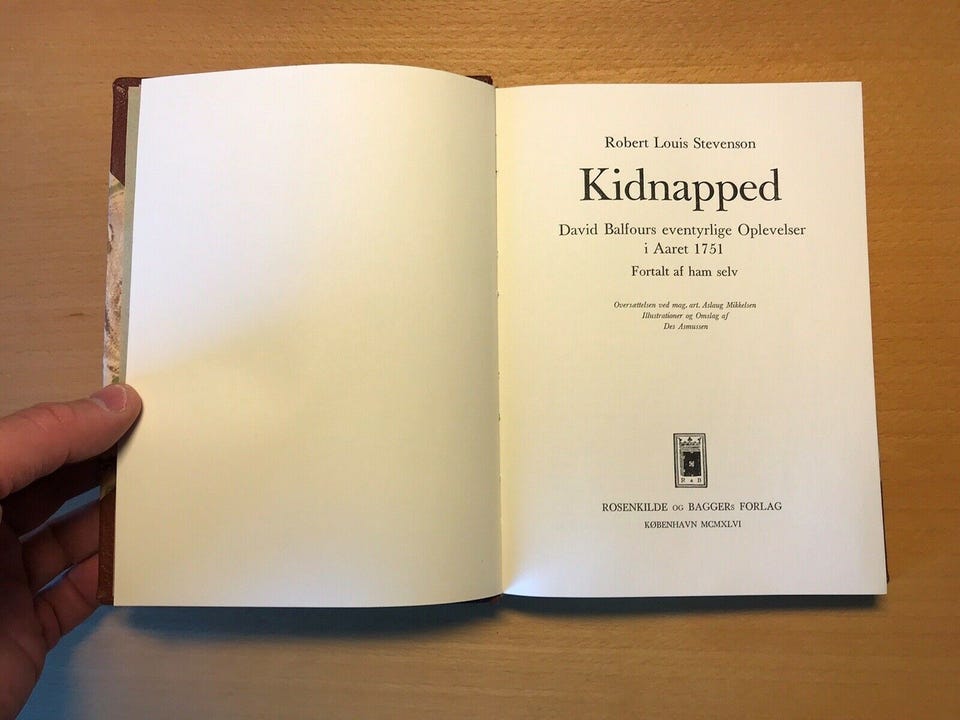 Robert Louis Stevenson
Kidnapped
David Balfours eventyrlige Oplevelser
i Aaret 1751
Fortalt af ham selv
Oversættelsen ved mag. art. Aslaug Mikkelsen
Illustrationer og Omslag af
Des Asmussen
R & B
ROSENKILDE OG BAGGERS FORLAG
KØBENHAVN MCMXLVI